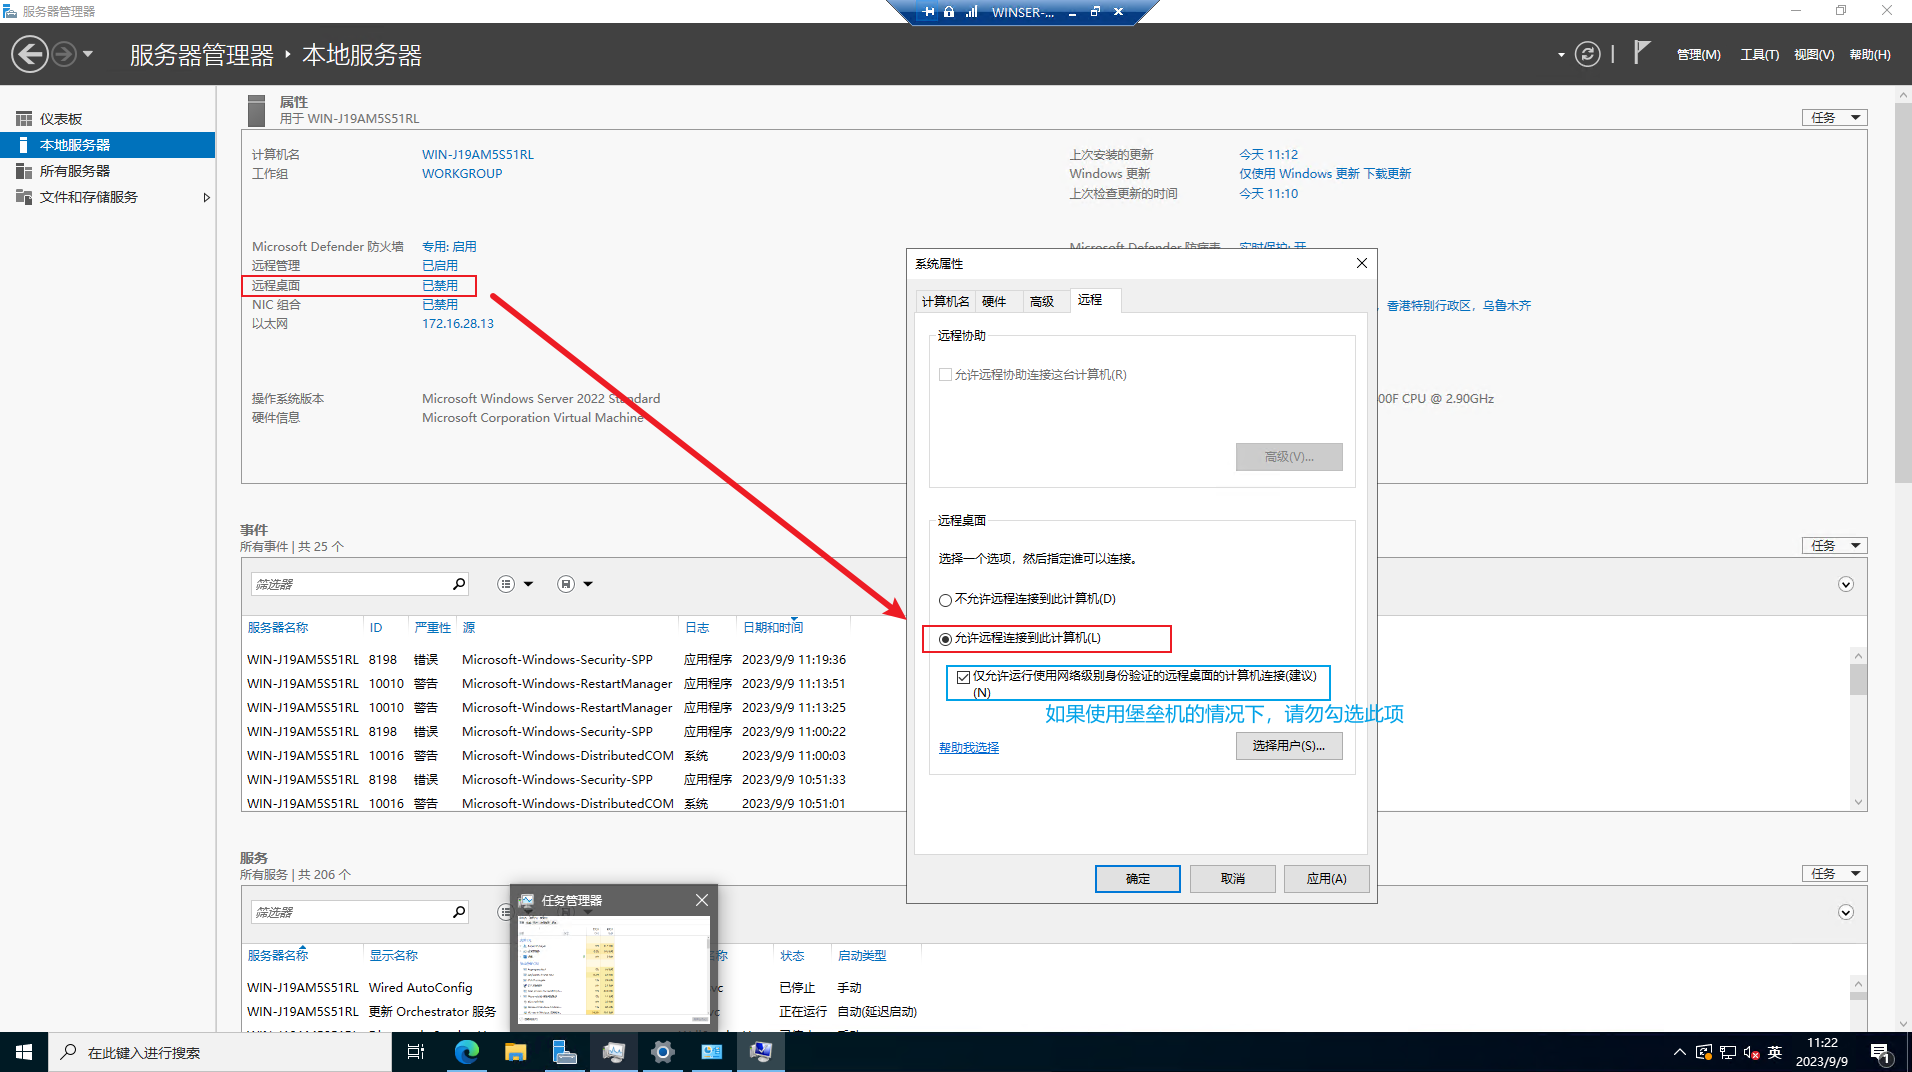 服务器管理器
WINSER-...
服务器管理器 ‣ 本地服务器
管理(M) 工具(T) 视图(V) 帮助(H)
仪表板
本地服务器
所有服务器
文件和存储服务
属性
用于 WIN-J19AM5S51RL
任务
计算机名 WIN-J19AM5S51RL
工作组 WORKGROUP
上次安装的更新 今天 11:12
Windows 更新 仅使用 Windows 更新 下载更新
上次检查更新的时间 今天 11:10
Microsoft Defender 防火墙 专用: 启用
远程管理 已启用
远程桌面 已禁用
NIC 组合 已禁用
以太网 172.16.28.13
Microsoft Defender 防病毒 实时保护: 开
, 香港特别行政区，乌鲁木齐
操作系统版本 Microsoft Windows Server 2022 Standard
硬件信息 Microsoft Corporation Virtual Machine
00F CPU @ 2.90GHz
系统属性
计算机名 硬件 高级 远程
远程协助
允许远程协助连接这台计算机(R)
高级(V)...
远程桌面
选择一个选项，然后指定谁可以连接。
不允许远程连接到此计算机(D)
允许远程连接到此计算机(L)
仅允许运行使用网络级别身份验证的远程桌面的计算机连接(建议)
(N)
如果使用堡垒机的情况下，请勿勾选此项
帮助我选择
选择用户(S)...
确定 取消 应用(A)
事件
所有事件 | 共 25 个
任务
筛选器
服务器名称 ID 严重性 源 日志 日期和时间
WIN-J19AM5S51RL 8198 错误 Microsoft-Windows-Security-SPP 应用程序 2023/9/9 11:19:36
WIN-J19AM5S51RL 10010 警告 Microsoft-Windows-RestartManager 应用程序 2023/9/9 11:13:51
WIN-J19AM5S51RL 10010 警告 Microsoft-Windows-RestartManager 应用程序 2023/9/9 11:13:25
WIN-J19AM5S51RL 8198 错误 Microsoft-Windows-Security-SPP 应用程序 2023/9/9 11:00:22
WIN-J19AM5S51RL 10016 警告 Microsoft-Windows-DistributedCOM 系统 2023/9/9 11:00:03
WIN-J19AM5S51RL 8198 错误 Microsoft-Windows-Security-SPP 应用程序 2023/9/9 10:51:33
WIN-J19AM5S51RL 10016 警告 Microsoft-Windows-DistributedCOM 系统 2023/9/9 10:51:01
服务
所有服务 | 共 206 个
任务
筛选器
任务管理器
服务器名称 显示名称 称 状态 启动类型
WIN-J19AM5S51RL Wired AutoConfig vc 已停止 手动
WIN-J19AM5S51RL 更新 Orchestrator 服务 vc 正在运行 自动(延迟启动)
在此键入进行搜索
英
11:22
2023/9/9
1